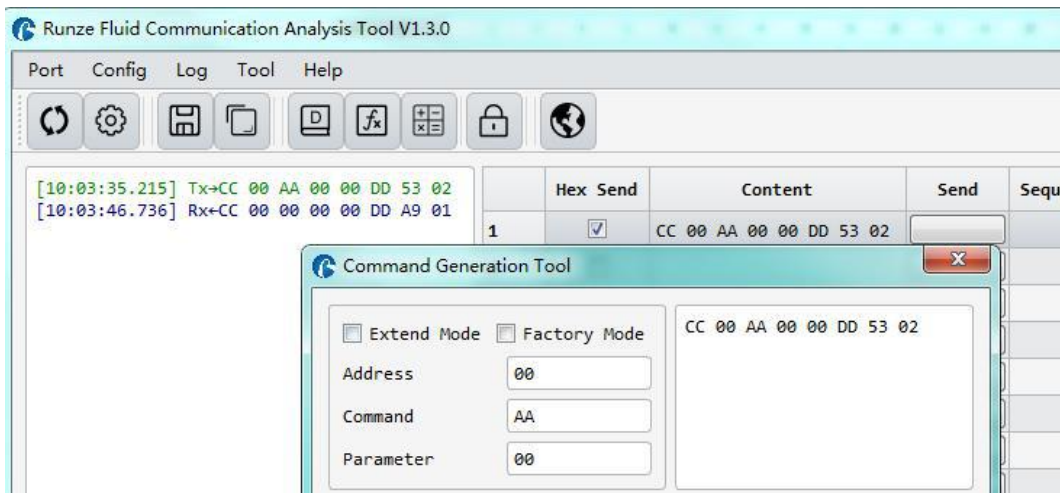 Runze Fluid Communication Analysis Tool V1.3.0
Port Config Log Tool Help
[10:03:35.215] Tx→CC 00 AA 00 00 DD 53 02
[10:03:46.736] Rx←CC 00 00 00 00 DD A9 01
Hex Send Content Send Sequ
1 CC 00 AA 00 00 DD 53 02
Command Generation Tool
Extend Mode Factory Mode
Address 00
Command AA
Parameter 00
CC 00 AA 00 00 DD 53 02